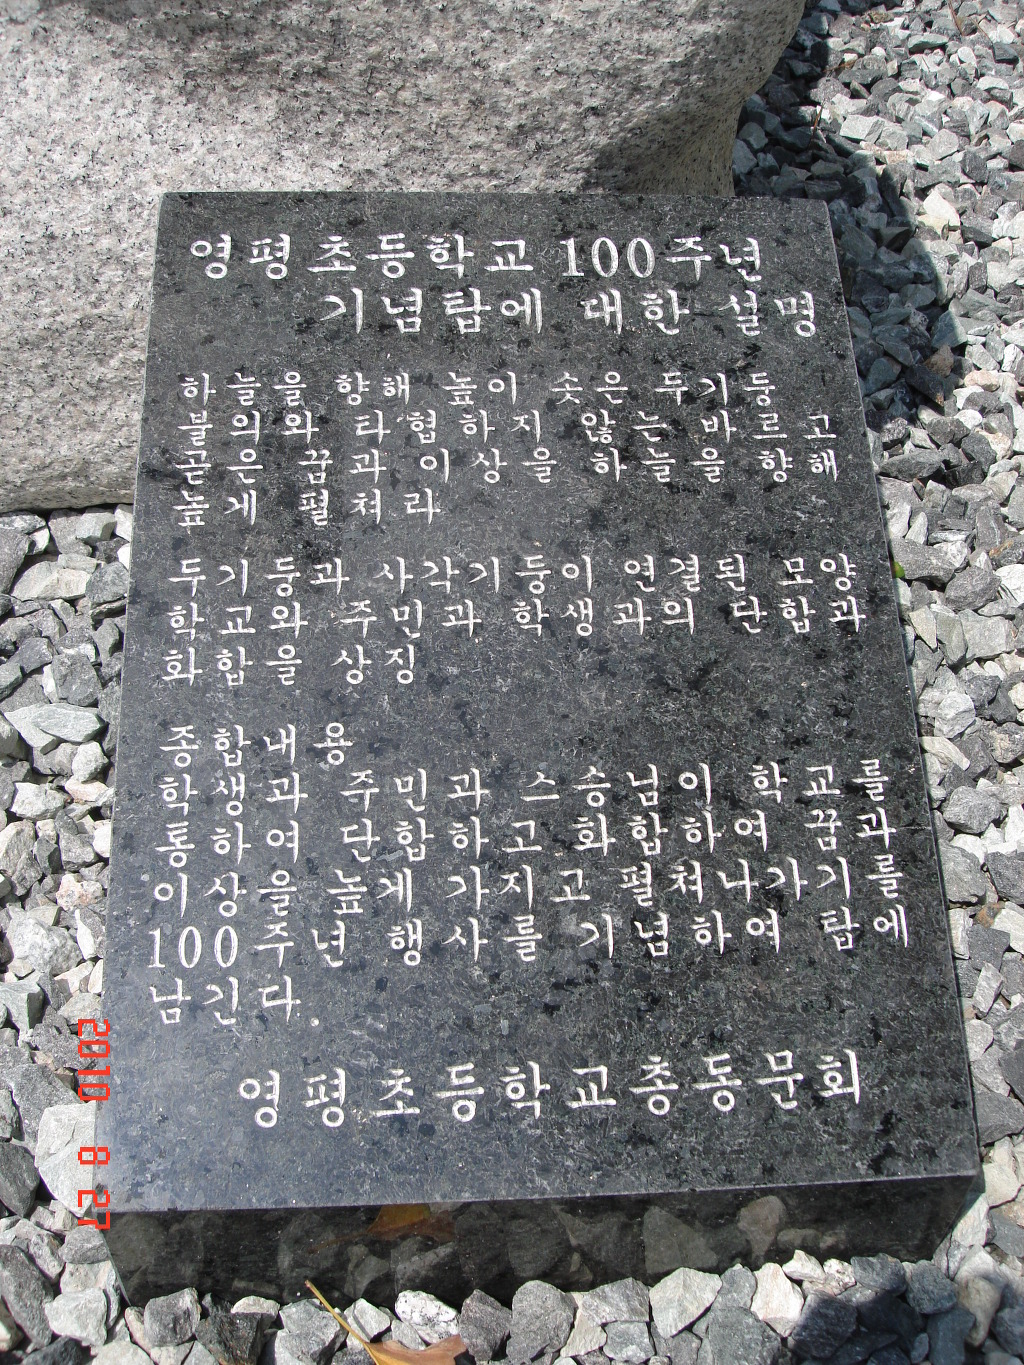 영평초등학교 100주년
기념탑에 대한 설명
하늘을 향해 높이 솟은 두기둥
불의와 타협하지 않는 바르고
곧은 꿈과 이상을 하늘을 향해
높게 펼쳐라
두기둥과 사각기둥이 연결된 모양
학교와 주민과 학생과의 단합과
화합을 상징
종합내용
학생과 주민과 스승님이 학교를
통하여 단합하고 화합하여 꿈과
이상을 높게 가지고 펼쳐나가기를
100주년 행사를 기념하여 탑에
남긴다.
영평초등학교총동문회
2010 8 27